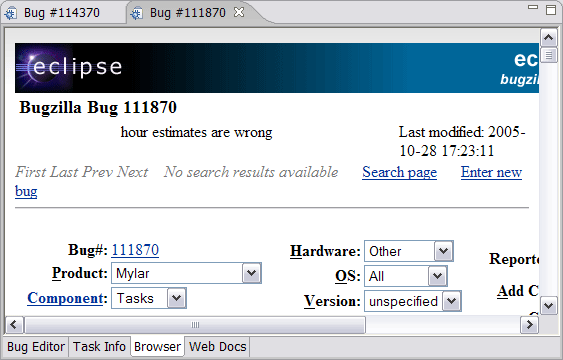 Bug #114370 Bug #111870
eclipse ec
bugzi
Bugzilla Bug 111870
hour estimates are wrong Last modified: 2005-
10-28 17:23:11
First Last Prev Next No search results available Search page Enter new
bug
Bug#: 111870 Hardware: Other Reporte
Product: Mylar OS: All Add C
Component: Tasks Version: unspecified
Bug Editor Task Info Browser Web Docs